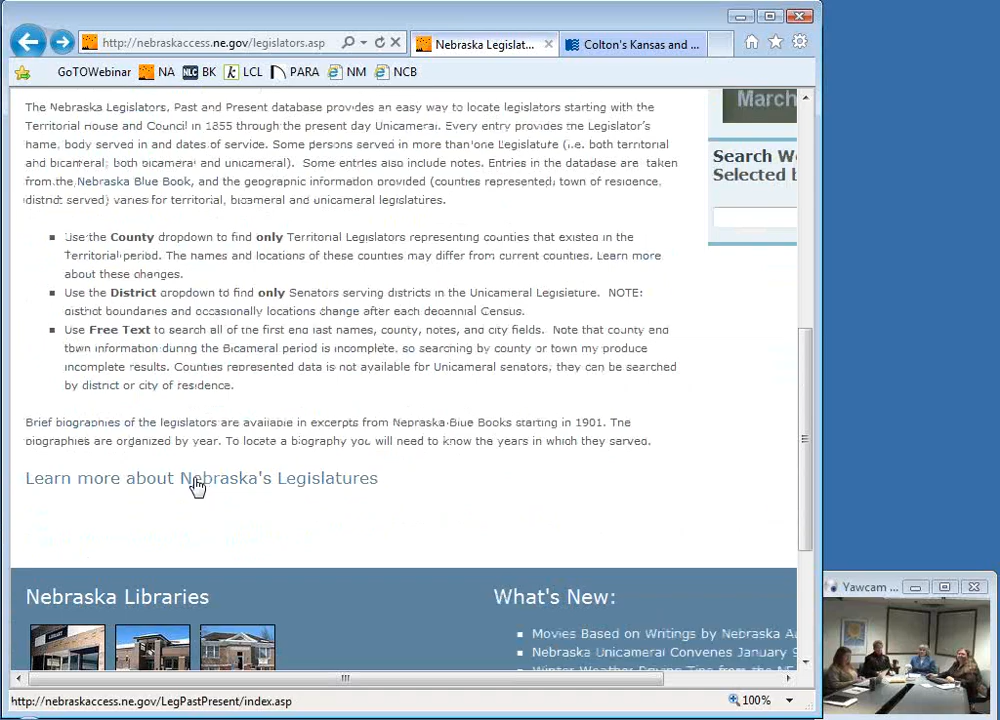 http://nebraskaccess.ne.gov/legislators.asp
Nebraska Legislat...
Colton's Kansas and ...
GoTOWebinar NA NLC BK k LCL PARA NM NCB
The Nebraska Legislators, Past and Present database provides an easy way to locate legislators starting with the
Territorial House and Council in 1855 through the present day Unicameral. Every entry provides the Legislator's
name, body served in and dates of service. Some persons served in more than one Legislature (i.e. both territorial
and bicameral; both bicameral and unicameral). Some entries also include notes. Entries in the database are taken
from the Nebraska Blue Book, and the geographic information provided (counties represented, town of residence,
district served) varies for territorial, bicameral and unicameral legislatures.
Use the County dropdown to find only Territorial Legislators representing counties that existed in the
Territorial period. The names and locations of these counties may differ from current counties. Learn more
about these changes.
Use the District dropdown to find only Senators serving districts in the Unicameral Legislature. NOTE:
district boundaries and occasionally locations change after each decennial Census.
Use Free Text to search all of the first and last names, county, notes, and city fields. Note that county and
town information during the Bicameral period is incomplete, so searching by county or town my produce
incomplete results. Counties represented data is not available for Unicameral senators, they can be searched
by district or city of residence.
Brief biographies of the legislators are available in excerpts from Nebraska Blue Books starting in 1901. The
biographies are organized by year. To locate a biography you will need to know the years in which they served.
Learn more about Nebraska's Legislatures
March
Search W
Selected b
Nebraska Libraries
What's New:
Movies Based on Writings by Nebraska A
Nebraska Unicameral Convenes January 9
Winter Weather Driving Tips from the NE
http://nebraskaccess.ne.gov/LegPastPresent/index.asp
100%
Yawcam ...